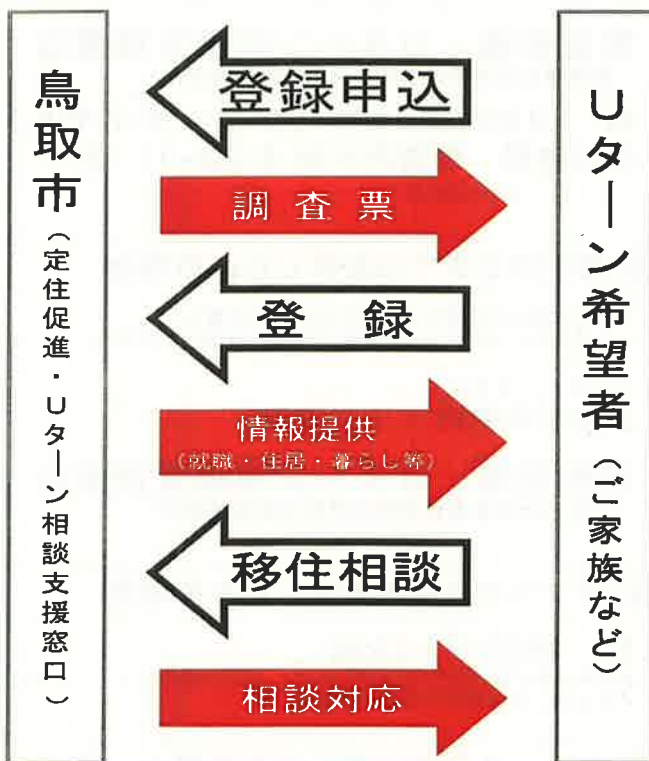 鳥取市（定住促進・Uターン相談支援窓口）
登録申込
調査票
登録
情報提供
（就職・住居・暮らし等）
移住相談
相談対応
Uターン希望者（ご家族など）